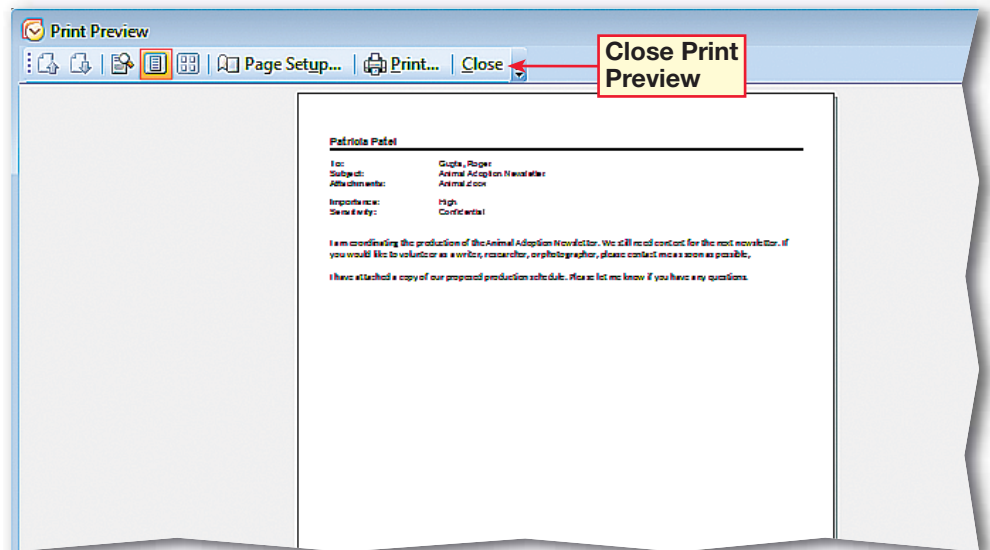 Print Preview
Page Setup...
Print...
Close
Close Print
Preview
Patricia Patel
To: Gupta, Roger
Subject: Animal Adoption Newsletter
Attachments: Animal.docx
Importance: High
Sensitivity: Confidential
I am coordinating the production of the Animal Adoption Newsletter. We still need content for the next newsletter. If
you would like to volunteer as a writer, researcher, or photographer, please contact me as soon as possible,
I have attached a copy of our proposed production schedule. Please let me know if you have any questions.